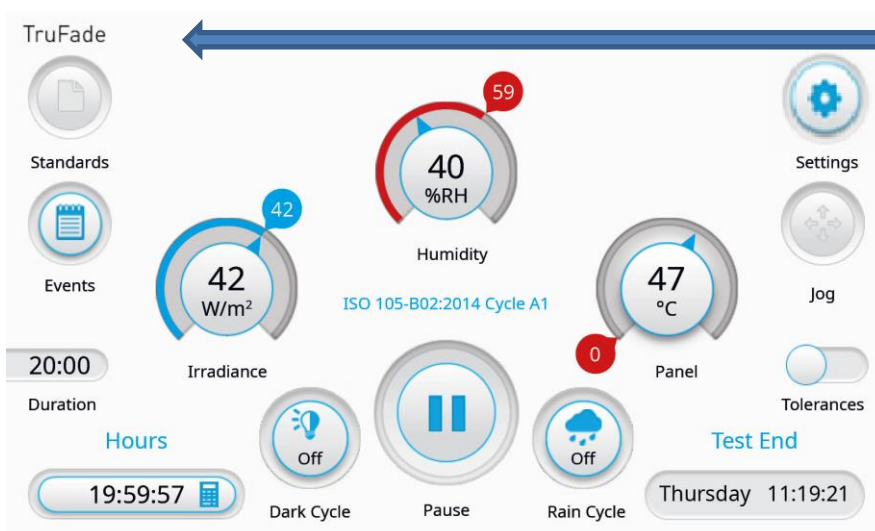 TruFade
Standards
Settings
59
40
%RH
Humidity
Events
42
42
W/m²
Irradiance
ISO 105-B02:2014 Cycle A1
47
°C
0
Panel
Jog
20:00
Duration
Tolerances
Hours
19:59:57
Off
Dark Cycle
Pause
Off
Rain Cycle
Test End
Thursday 11:19:21